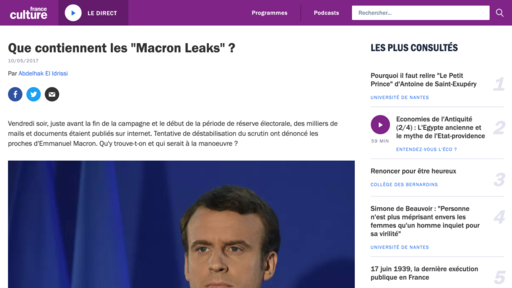 france
culture
LE DIRECT
Programmes
Podcasts
Rechercher...
Que contiennent les "Macron Leaks" ?
10/05/2017
Par Abdelhak El Idrissi
Vendredi soir, juste avant la fin de la campagne et le début de la période de réserve électorale, des milliers de
mails et documents étaient publiés sur internet. Tentative de déstabilisation du scrutin ont dénoncé les
proches d'Emmanuel Macron. Qu'y trouve-t-on et qui serait à la manoeuvre ?
LES PLUS CONSULTÉS
Pourquoi il faut relire "Le Petit
Prince" d'Antoine de Saint-Exupéry
UNIVERSITÉ DE NANTES
1
59 MIN
Economies de l'Antiquité
(2/4) : L'Egypte ancienne et
le mythe de l'Etat-providence
ENTENDEZ-VOUS L'ÉCO ?
2
Renoncer pour être heureux
COLLÈGE DES BERNARDINS
3
Simone de Beauvoir : "Personne
n'est plus méprisant envers les
femmes qu'un homme inquiet pour
sa virilité"
UNIVERSITÉ DE NANTES
4
17 juin 1939, la dernière exécution
publique en France
5